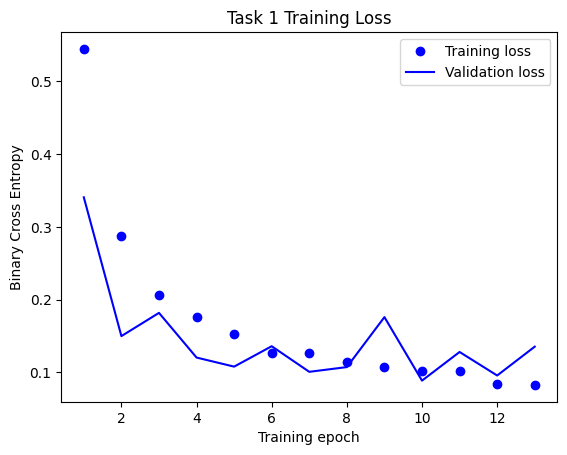 Task 1 Training Loss
Training loss
Validation loss
0.5
0.4
0.3
0.2
0.1
Binary Cross Entropy
2 4 6 8 10 12
Training epoch